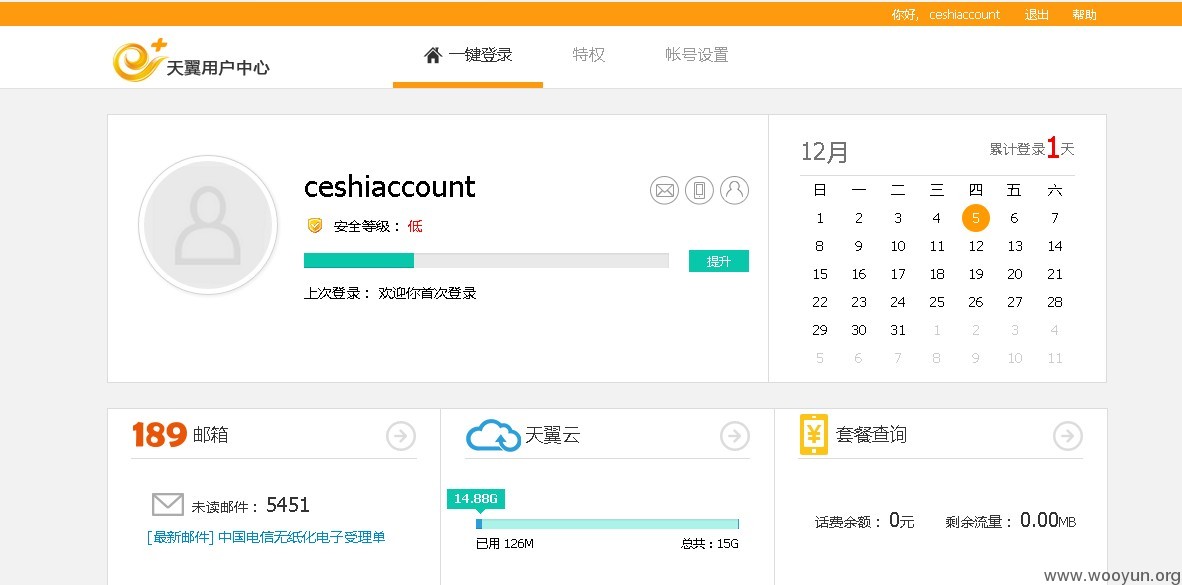 你好, ceshiaccount 退出 帮助
天翼用户中心 一键登录 特权 帐号设置
ceshiaccount
安全等级： 低
提升
上次登录： 欢迎你首次登录
12月 累计登录1天
日 一 二 三 四 五 六
1 2 3 4 5 6 7
8 9 10 11 12 13 14
15 16 17 18 19 20 21
22 23 24 25 26 27 28
29 30 31 1 2 3 4
5 6 7 8 9 10 11
189 邮箱
未读邮件： 5451
[最新邮件] 中国电信无纸化电子受理单
天翼云
14.88G
已用 126M 总共：15G
¥ 套餐查询
话费余额： 0元 剩余流量： 0.00MB
www.wooyun.org